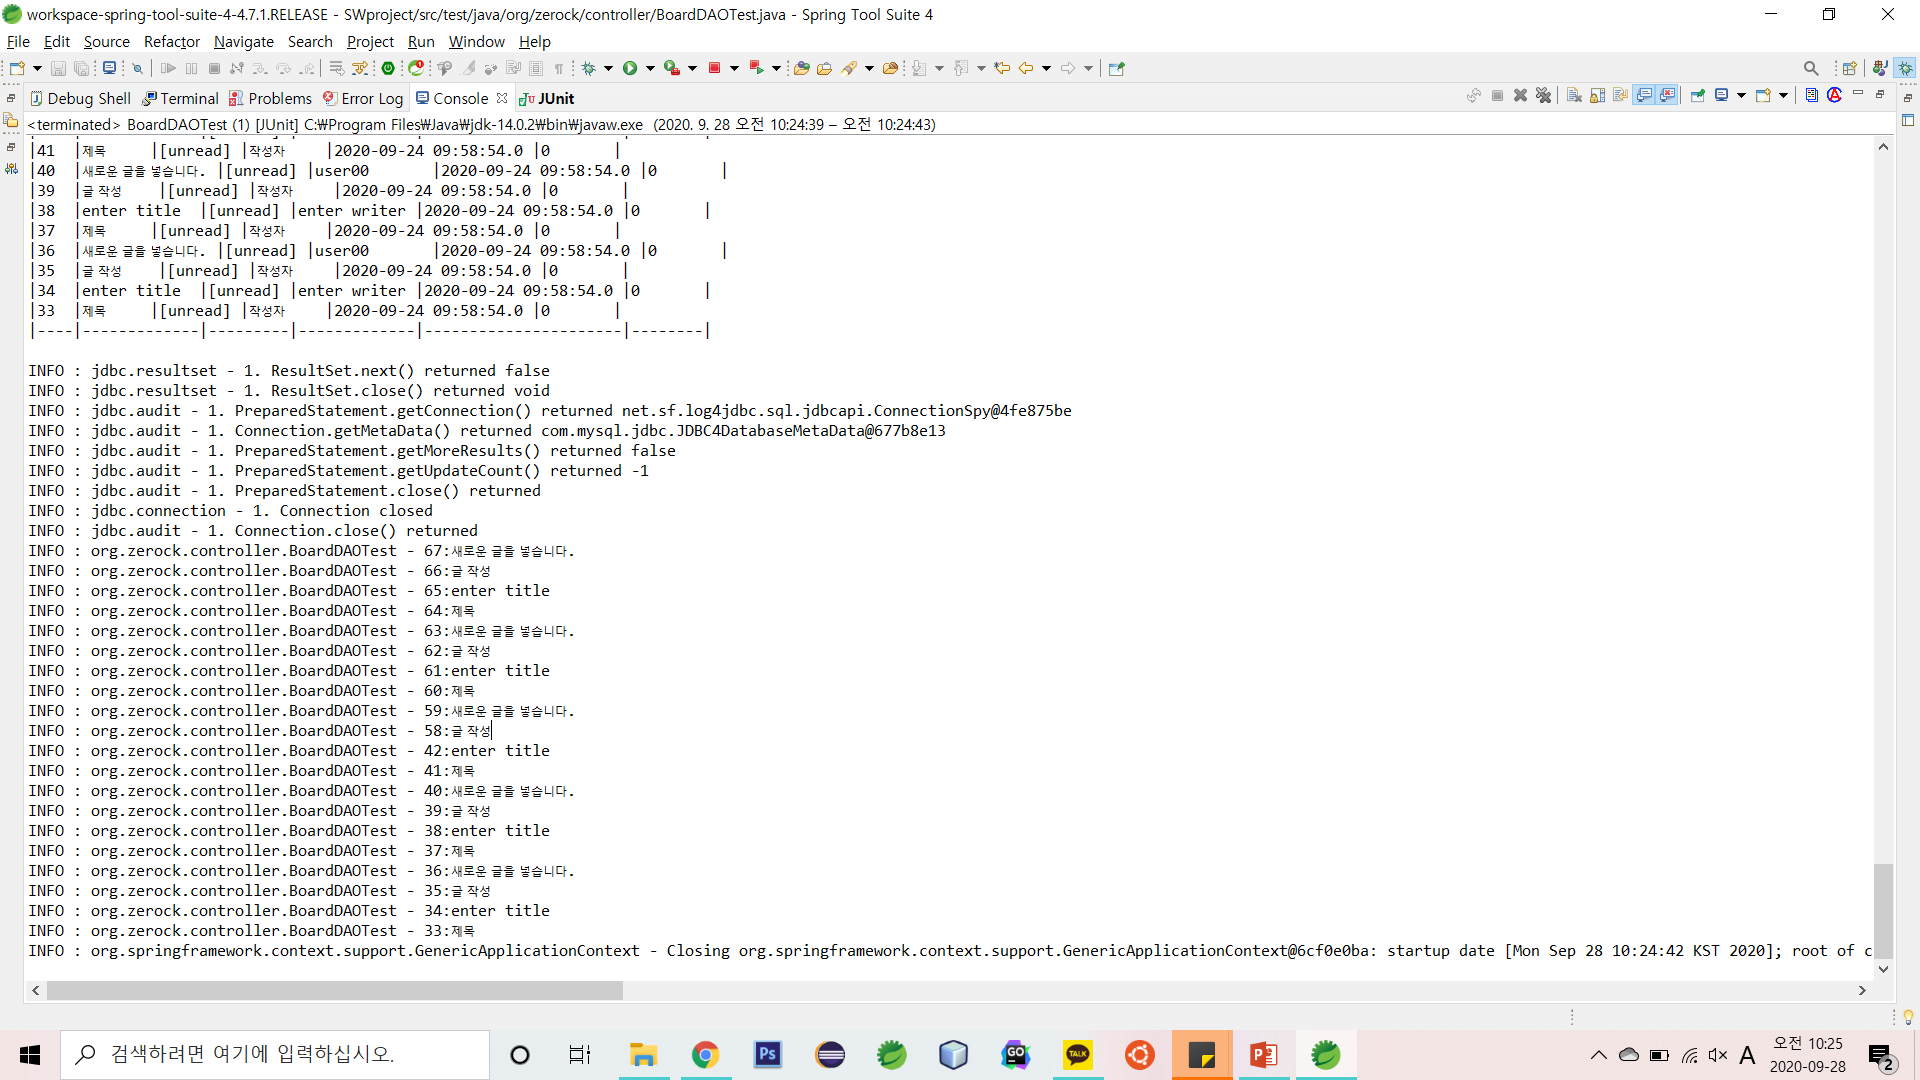 workspace-spring-tool-suite-4-4.7.1.RELEASE - SWproject/src/test/java/org/zerock/controller/BoardDAOTest.java - Spring Tool Suite 4
File Edit Source Refactor Navigate Search Project Run Window Help
Debug Shell Terminal Problems Error Log Console JUnit
<terminated> BoardDAOTest (1) [JUnit] C:₩Program Files₩Java₩jdk-14.0.2₩bin₩javaw.exe (2020. 9. 28 오전 10:24:39 – 오전 10:24:43)
|41 |제목 |[unread] |작성자 |2020-09-24 09:58:54.0 |0 |
|40 |새로운 글을 넣습니다. |[unread] |user00 |2020-09-24 09:58:54.0 |0 |
|39 |글 작성 |[unread] |작성자 |2020-09-24 09:58:54.0 |0 |
|38 |enter title |[unread] |enter writer |2020-09-24 09:58:54.0 |0 |
|37 |제목 |[unread] |작성자 |2020-09-24 09:58:54.0 |0 |
|36 |새로운 글을 넣습니다. |[unread] |user00 |2020-09-24 09:58:54.0 |0 |
|35 |글 작성 |[unread] |작성자 |2020-09-24 09:58:54.0 |0 |
|34 |enter title |[unread] |enter writer |2020-09-24 09:58:54.0 |0 |
|33 |제목 |[unread] |작성자 |2020-09-24 09:58:54.0 |0 |
|----|-------------|---------|-------------|----------------------|--------|
INFO : jdbc.resultset - 1. ResultSet.next() returned false
INFO : jdbc.resultset - 1. ResultSet.close() returned void
INFO : jdbc.audit - 1. PreparedStatement.getConnection() returned net.sf.log4jdbc.sql.jdbcapi.ConnectionSpy@4fe875be
INFO : jdbc.audit - 1. Connection.getMetaData() returned com.mysql.jdbc.JDBC4DatabaseMetaData@677b8e13
INFO : jdbc.audit - 1. PreparedStatement.getMoreResults() returned false
INFO : jdbc.audit - 1. PreparedStatement.getUpdateCount() returned -1
INFO : jdbc.audit - 1. PreparedStatement.close() returned
INFO : jdbc.connection - 1. Connection closed
INFO : jdbc.audit - 1. Connection.close() returned
INFO : org.zerock.controller.BoardDAOTest - 67:새로운 글을 넣습니다.
INFO : org.zerock.controller.BoardDAOTest - 66:글 작성
INFO : org.zerock.controller.BoardDAOTest - 65:enter title
INFO : org.zerock.controller.BoardDAOTest - 64:제목
INFO : org.zerock.controller.BoardDAOTest - 63:새로운 글을 넣습니다.
INFO : org.zerock.controller.BoardDAOTest - 62:글 작성
INFO : org.zerock.controller.BoardDAOTest - 61:enter title
INFO : org.zerock.controller.BoardDAOTest - 60:제목
INFO : org.zerock.controller.BoardDAOTest - 59:새로운 글을 넣습니다.
INFO : org.zerock.controller.BoardDAOTest - 58:글 작성
INFO : org.zerock.controller.BoardDAOTest - 42:enter title
INFO : org.zerock.controller.BoardDAOTest - 41:제목
INFO : org.zerock.controller.BoardDAOTest - 40:새로운 글을 넣습니다.
INFO : org.zerock.controller.BoardDAOTest - 39:글 작성
INFO : org.zerock.controller.BoardDAOTest - 38:enter title
INFO : org.zerock.controller.BoardDAOTest - 37:제목
INFO : org.zerock.controller.BoardDAOTest - 36:새로운 글을 넣습니다.
INFO : org.zerock.controller.BoardDAOTest - 35:글 작성
INFO : org.zerock.controller.BoardDAOTest - 34:enter title
INFO : org.zerock.controller.BoardDAOTest - 33:제목
INFO : org.springframework.context.support.GenericApplicationContext - Closing org.springframework.context.support.GenericApplicationContext@6cf0e0ba: startup date [Mon Sep 28 10:24:42 KST 2020]; root of c
검색하려면 여기에 입력하십시오.
Ps
GO
TALK
A
오전 10:25
2020-09-28
2